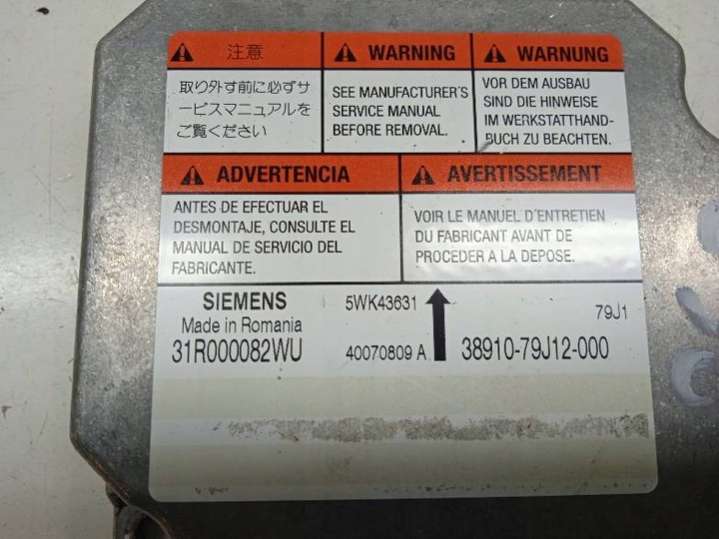 注意
取り外す前に必ずサ
ービスマニュアルを
ご覧ください
WARNING
SEE MANUFACTURER'S
SERVICE MANUAL
BEFORE REMOVAL.
WARNUNG
VOR DEM AUSBAU
SIND DIE HINWEISE
IM WERKSTATTHAND-
BUCH ZU BEACHTEN.
ADVERTENCIA
ANTES DE EFECTUAR EL
DESMONTAJE, CONSULTE EL
MANUAL DE SERVICIO DEL
FABRICANTE.
AVERTISSEMENT
VOIR LE MANUEL D'ENTRETIEN
DU FABRICANT AVANT DE
PROCEDER A LA DEPOSE.
SIEMENS 5WK43631 79J1
Made in Romania
31R000082WU 40070809 A 38910-79J12-000